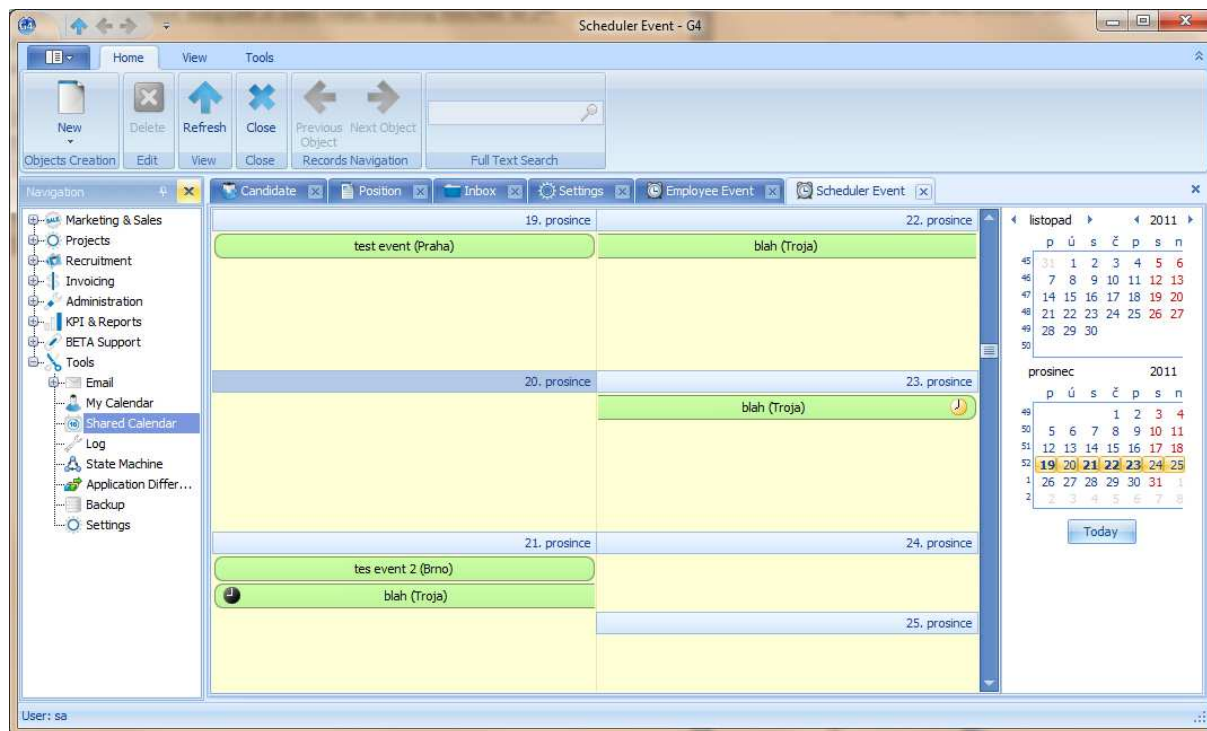 Scheduler Event - G4
Home View Tools
New Delete Refresh Close Previous Object Next Object
Objects Creation Edit View Close Records Navigation Full Text Search
Navigation
Candidate Position Inbox Settings Employee Event Scheduler Event
Marketing & Sales
Projects
Recruitment
Invoicing
Administration
KPI & Reports
BETA Support
Tools
Email
My Calendar
Shared Calendar
Log
State Machine
Application Differ...
Backup
Settings
19. prosince
test event (Praha)
20. prosince
21. prosince
tes event 2 (Brno)
blah (Troja)
22. prosince
blah (Troja)
23. prosince
blah (Troja)
24. prosince
25. prosince
listopad 2011
p ú s č p s n
45 31 1 2 3 4 5 6
46 7 8 9 10 11 12 13
47 14 15 16 17 18 19 20
48 21 22 23 24 25 26 27
49 28 29 30
50
prosinec 2011
p ú s č p s n
49 1 2 3 4
50 5 6 7 8 9 10 11
51 12 13 14 15 16 17 18
52 19 20 21 22 23 24 25
1 26 27 28 29 30 31 1
2 2 3 4 5 6 7 8
Today
User: sa